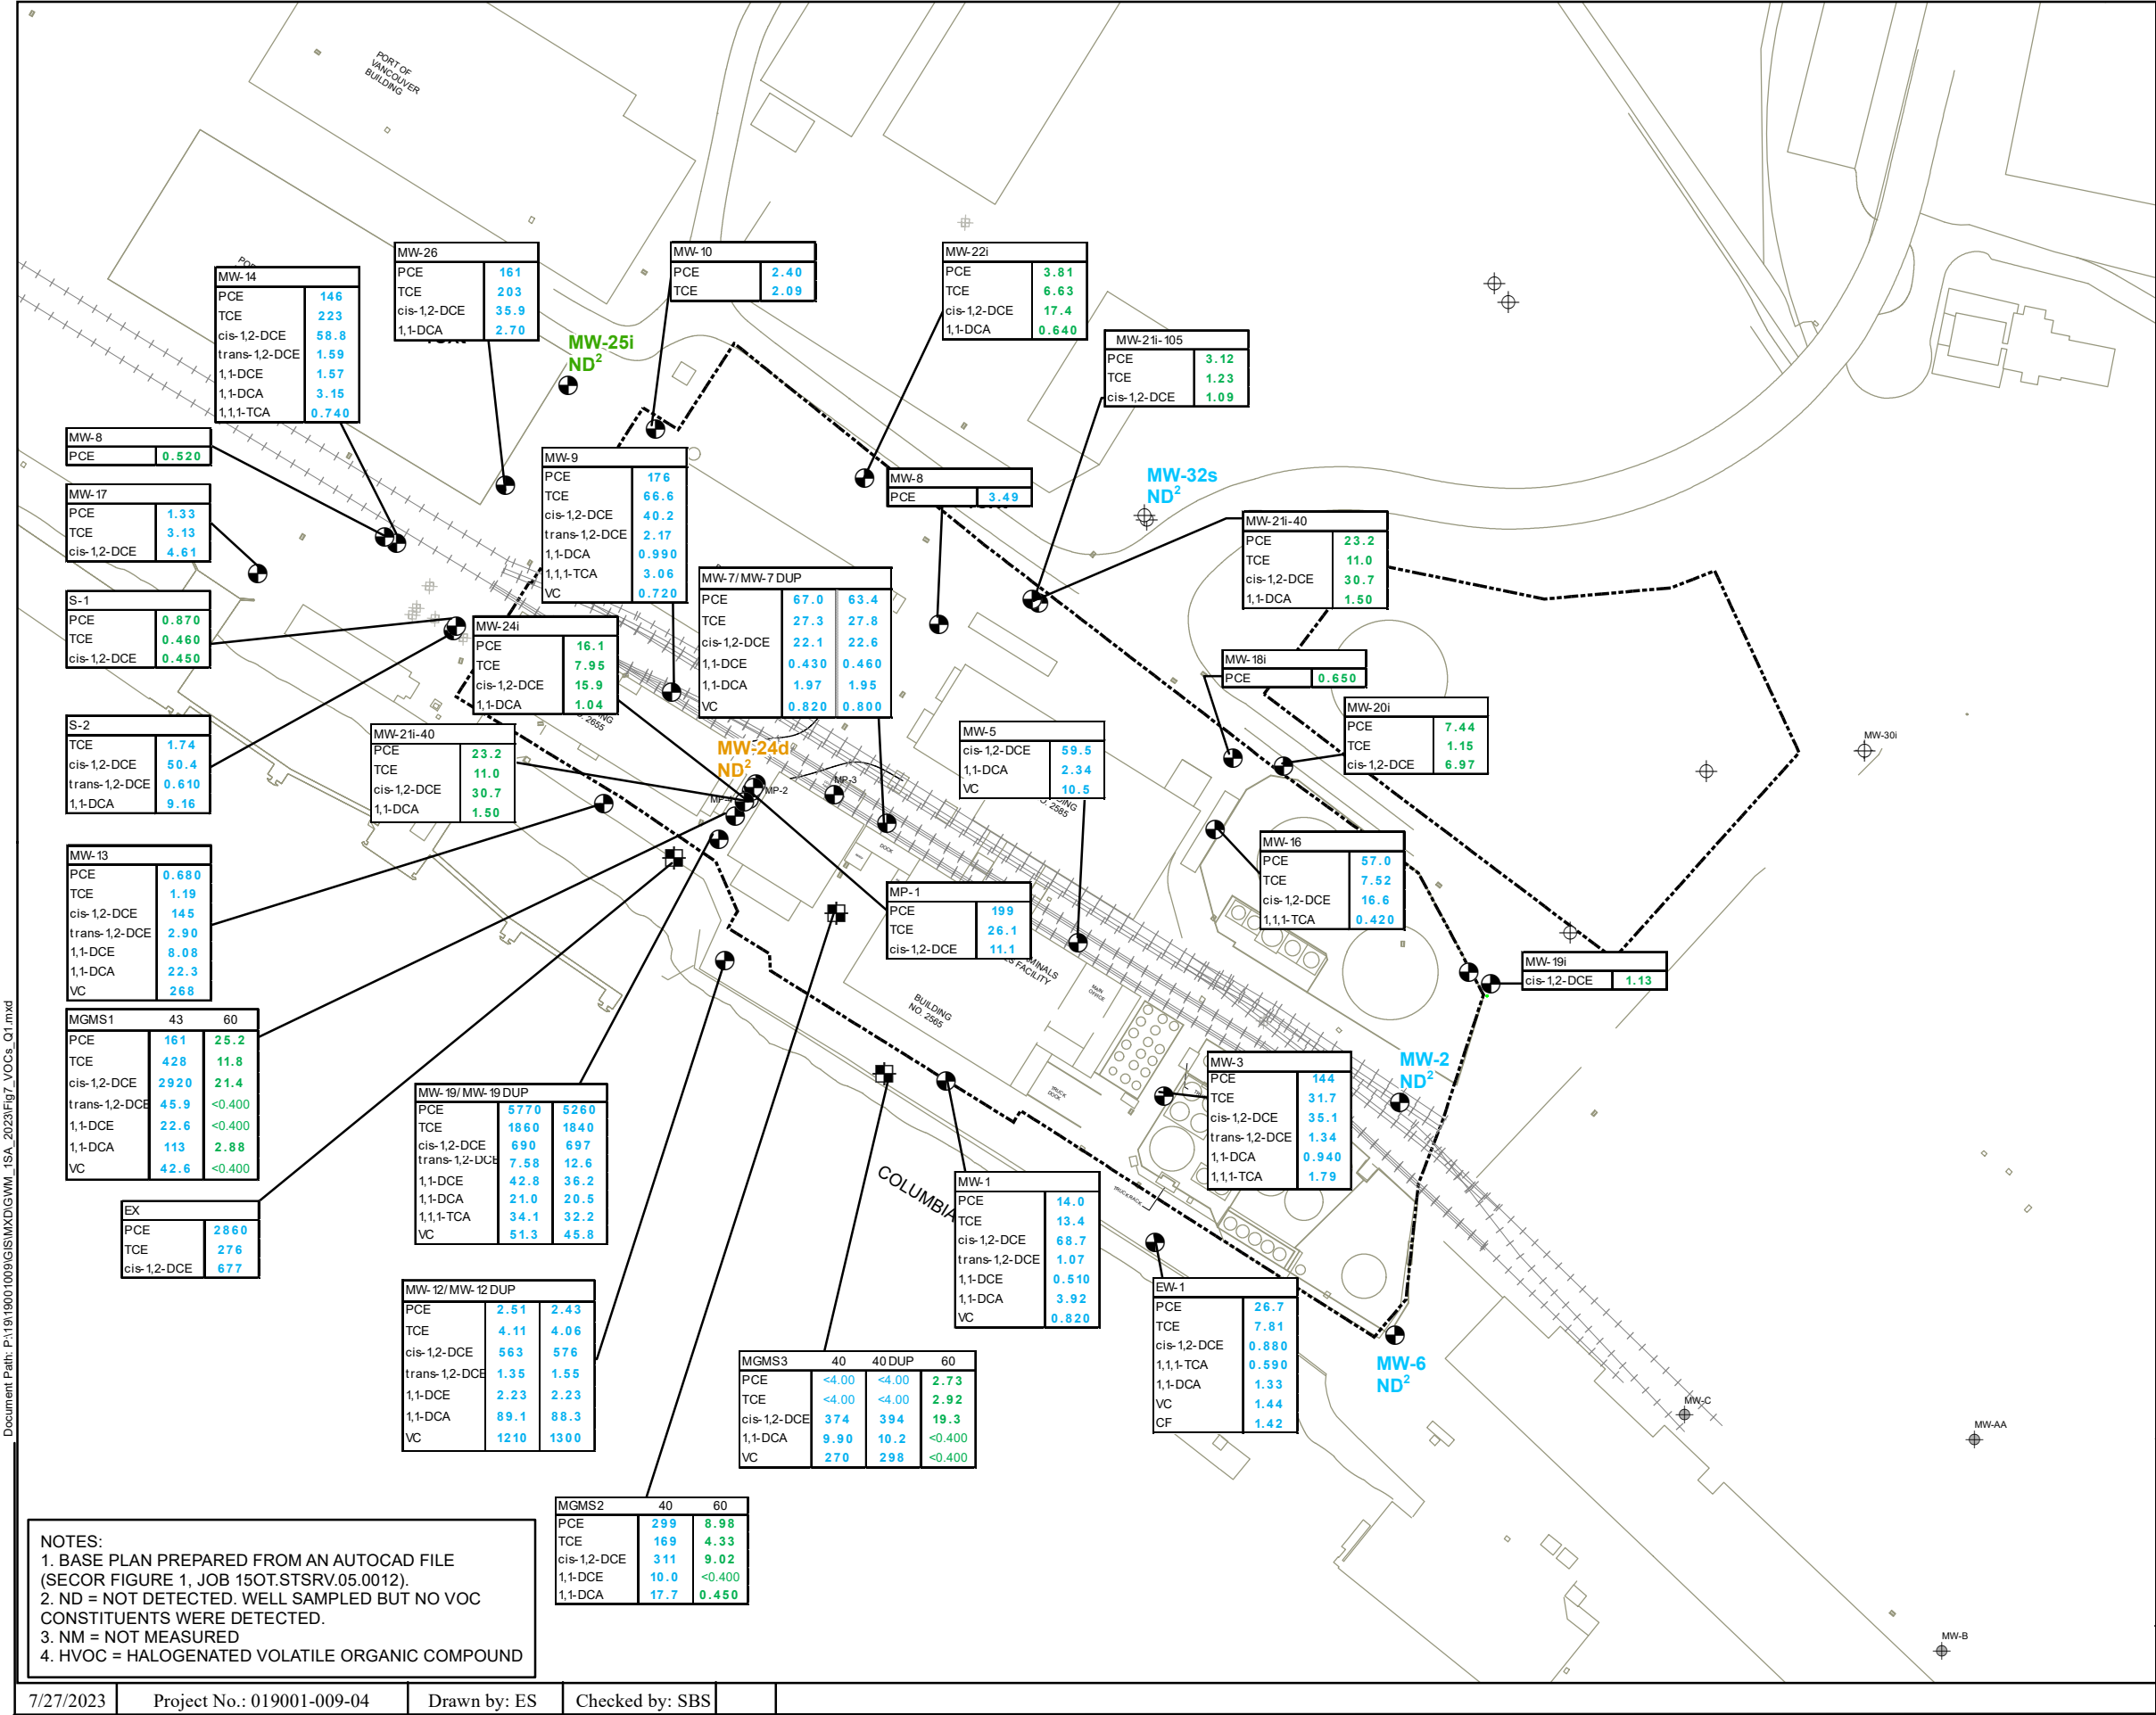 PORT OF
VANCOUVER
BUILDING
MW-26
PCE 161
TCE 203
cis-1,2-DCE 35.9
1,1-DCA 2.70
MW-10
PCE 2.40
TCE 2.09
MW-22i
PCE 3.81
TCE 6.63
cis-1,2-DCE 17.4
1,1-DCA 0.640
MW-14
PCE 146
TCE 223
cis-1,2-DCE 58.8
trans-1,2-DCE 1.59
1,1-DCE 1.57
1,1-DCA 3.15
1,1,1-TCA 0.740
MW-25i
ND2
MW-21i-105
PCE 3.12
TCE 1.23
cis-1,2-DCE 1.09
MW-8
PCE 0.520
MW-9
PCE 176
TCE 66.6
cis-1,2-DCE 40.2
trans-1,2-DCE 2.17
1,1-DCA 0.990
1,1,1-TCA 3.06
VC 0.720
MW-8
PCE 3.49
MW-32s
ND2
MW-17
PCE 1.33
TCE 3.13
cis-1,2-DCE 4.61
MW-21i-40
PCE 23.2
TCE 11.0
cis-1,2-DCE 30.7
1,1-DCA 1.50
MW-7/MW-7 DUP
PCE 67.0 63.4
TCE 27.3 27.8
cis-1,2-DCE 22.1 22.6
1,1-DCE 0.430 0.460
1,1-DCA 1.97 1.95
VC 0.820 0.800
S-1
PCE 0.870
TCE 0.460
cis-1,2-DCE 0.450
MW-24i
PCE 16.1
TCE 7.95
cis-1,2-DCE 15.9
1,1-DCA 1.04
MW-18i
PCE 0.650
MW-20i
PCE 7.44
TCE 1.15
cis-1,2-DCE 6.97
S-2
TCE 1.74
cis-1,2-DCE 50.4
trans-1,2-DCE 0.610
1,1-DCA 9.16
MW-21i-40
PCE 23.2
TCE 11.0
cis-1,2-DCE 30.7
1,1-DCA 1.50
MW-24d
ND2
MP-3
MP-2
MW-5
cis-1,2-DCE 59.5
1,1-DCA 2.34
VC 10.5
MW-30i
MW-16
PCE 57.0
TCE 7.52
cis-1,2-DCE 16.6
1,1,1-TCA 0.420
DOCK
MW-13
PCE 0.680
TCE 1.19
cis-1,2-DCE 145
trans-1,2-DCE 2.90
1,1-DCE 8.08
1,1-DCA 22.3
VC 268
MP-1
PCE 199
TCE 26.1
cis-1,2-DCE 11.1
MW-19i
cis-1,2-DCE 1.13
MAIN
OFFICE
BUILDING
NO. 2565
MGMS1 43 60
PCE 161 25.2
TCE 428 11.8
cis-1,2-DCE 2920 21.4
trans-1,2-DCE 45.9 <0.400
1,1-DCE 22.6 <0.400
1,1-DCA 113 2.88
VC 42.6 <0.400
MW-3
PCE 144
TCE 31.7
cis-1,2-DCE 35.1
trans-1,2-DCE 1.34
1,1-DCA 0.940
1,1,1-TCA 1.79
MW-2
ND2
TRUCK
DOCK
MW-19/MW-19 DUP
PCE 5770 5260
TCE 1860 1840
cis-1,2-DCE 690 697
trans-1,2-DCE 7.58 12.6
1,1-DCE 42.8 36.2
1,1-DCA 21.0 20.5
1,1,1-TCA 34.1 32.2
VC 51.3 45.8
COLUMBIA
TRUCK RACK
MW-1
PCE 14.0
TCE 13.4
cis-1,2-DCE 68.7
trans-1,2-DCE 1.07
1,1-DCE 0.510
1,1-DCA 3.92
VC 0.820
EX
PCE 2860
TCE 276
cis-1,2-DCE 677
EW-1
PCE 26.7
TCE 7.81
cis-1,2-DCE 0.880
1,1,1-TCA 0.590
1,1-DCA 1.33
VC 1.44
CF 1.42
MW-12/MW-12 DUP
PCE 2.51 2.43
TCE 4.11 4.06
cis-1,2-DCE 563 576
trans-1,2-DCE 1.35 1.55
1,1-DCE 2.23 2.23
1,1-DCA 89.1 88.3
VC 1210 1300
MGMS3 40 40 DUP 60
PCE <4.00 <4.00 2.73
TCE <4.00 <4.00 2.92
cis-1,2-DCE 374 394 19.3
1,1-DCA 9.90 10.2 <0.400
VC 270 298 <0.400
MW-6
ND2
MW-C
MW-AA
MGMS2 40 60
PCE 299 8.98
TCE 169 4.33
cis-1,2-DCE 311 9.02
1,1-DCE 10.0 <0.400
1,1-DCA 17.7 0.450
MW-B
NOTES:
1. BASE PLAN PREPARED FROM AN AUTOCAD FILE
(SECOR FIGURE 1, JOB 15OT.STSRV.05.0012).
2. ND = NOT DETECTED. WELL SAMPLED BUT NO VOC
CONSTITUENTS WERE DETECTED.
3. NM = NOT MEASURED
4. HVOC = HALOGENATED VOLATILE ORGANIC COMPOUND
Document Path: P:\19\19001009\GIS\MXD\GWM_1SA_2023\Fig7_VOCs_Q1.mxd
7/27/2023 Project No.: 019001-009-04 Drawn by: ES Checked by: SBS